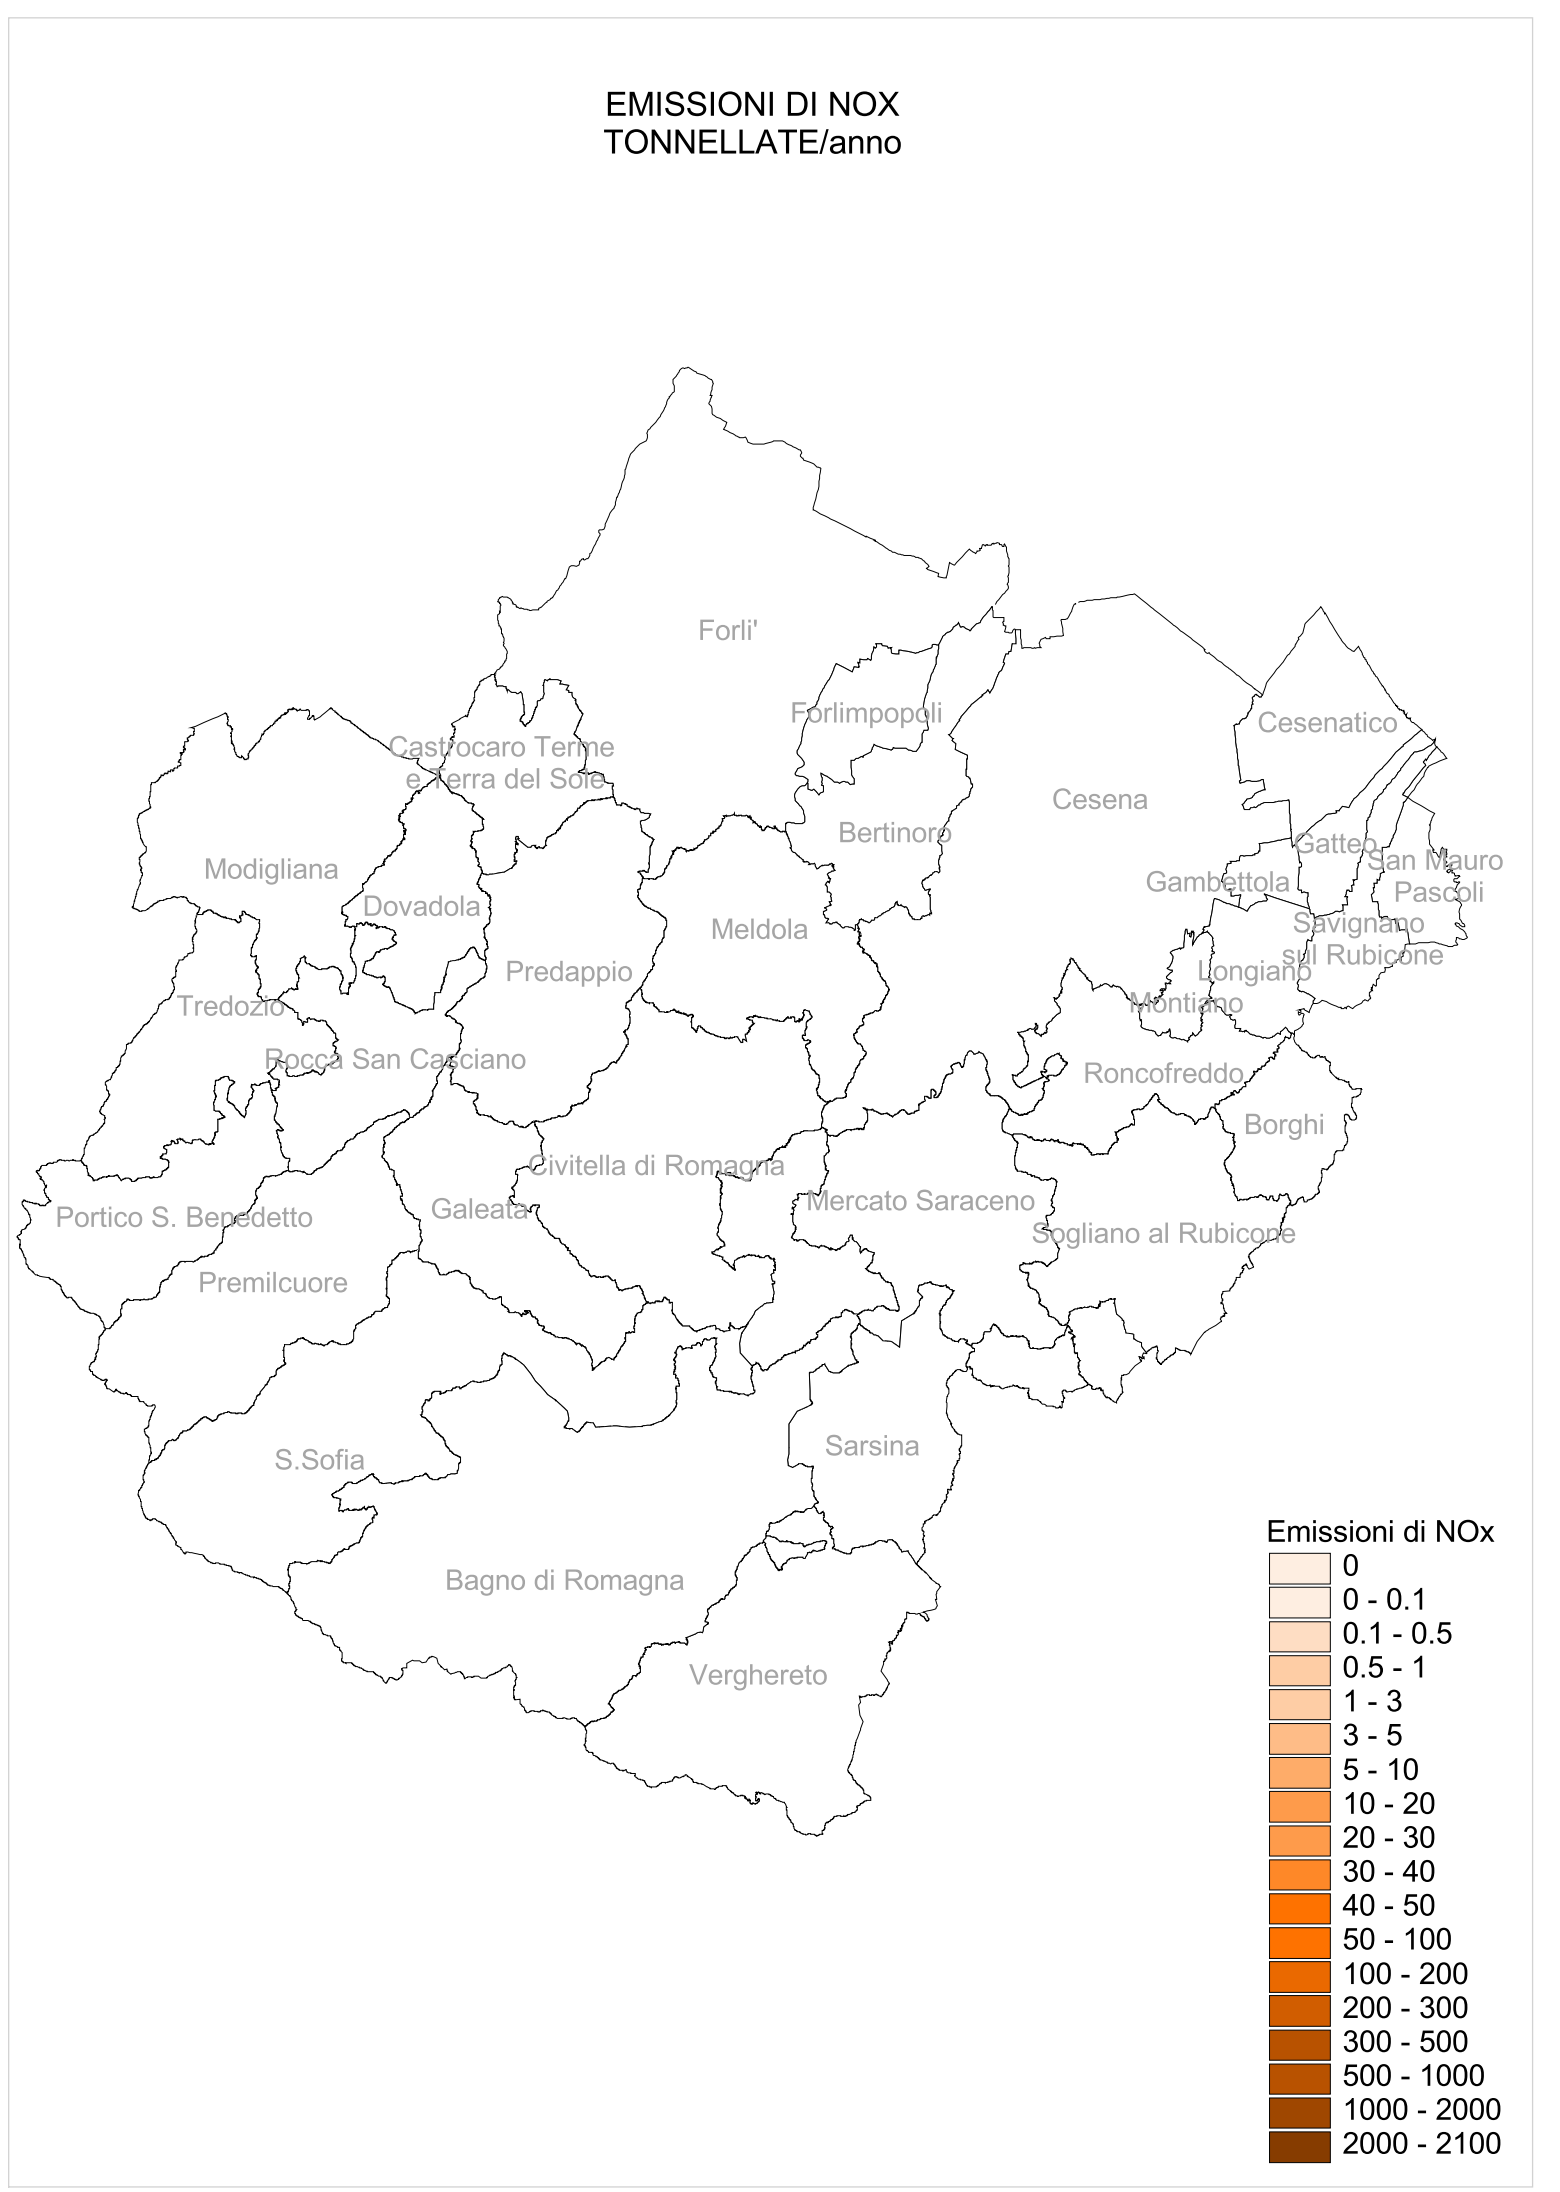 EMISSIONI DI NOX
TONNELLATE/anno
Forli'
Forlimpopoli
Cesenatico
Castrocaro Terme
e Terra del Sole
Cesena
Bertinoro
Gatteo
San Mauro
Pascoli
Modigliana
Gambettola
Dovadola
Meldola
Savignano
sul Rubicone
Predappio
Longiano
Tredozio
Montiano
Rocca San Casciano
Roncofreddo
Borghi
Civitella di Romagna
Mercato Saraceno
Galeata
Portico S. Benedetto
Sogliano al Rubicone
Premilcuore
Sarsina
S.Sofia
Bagno di Romagna
Verghereto
Emissioni di NOx
0
0 - 0.1
0.1 - 0.5
0.5 - 1
1 - 3
3 - 5
5 - 10
10 - 20
20 - 30
30 - 40
40 - 50
50 - 100
100 - 200
200 - 300
300 - 500
500 - 1000
1000 - 2000
2000 - 2100